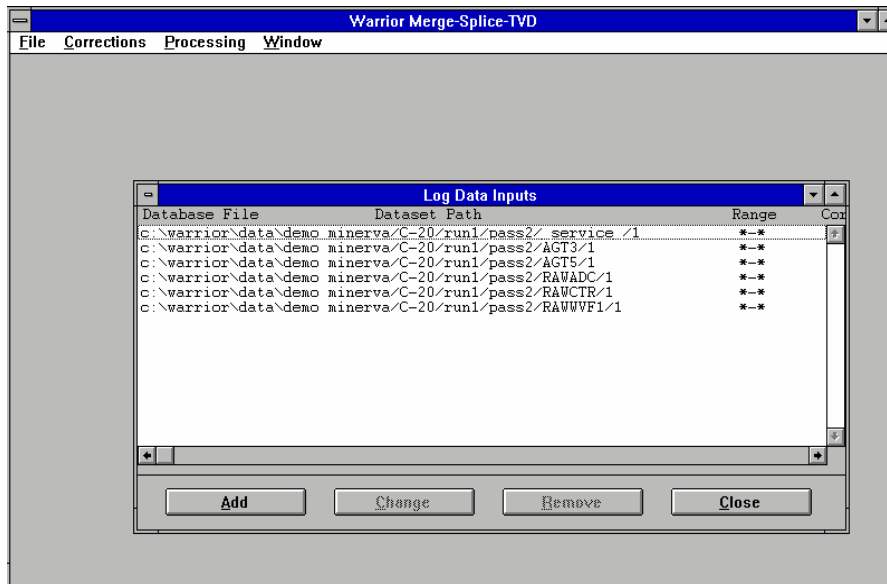 Warrior Merge-Splice-TVD
File Corrections Processing Window
Log Data Inputs
Database File Dataset Path Range Cor
c:\warrior\data\demo minerva/C-20/run1/pass2/_service_/1 *-*
c:\warrior\data\demo minerva/C-20/run1/pass2/AGT3/1 *-*
c:\warrior\data\demo minerva/C-20/run1/pass2/AGT5/1 *-*
c:\warrior\data\demo minerva/C-20/run1/pass2/RAWADC/1 *-*
c:\warrior\data\demo minerva/C-20/run1/pass2/RAWCTR/1 *-*
c:\warrior\data\demo minerva/C-20/run1/pass2/RAWWVF1/1 *-*
Add Change Remove Close